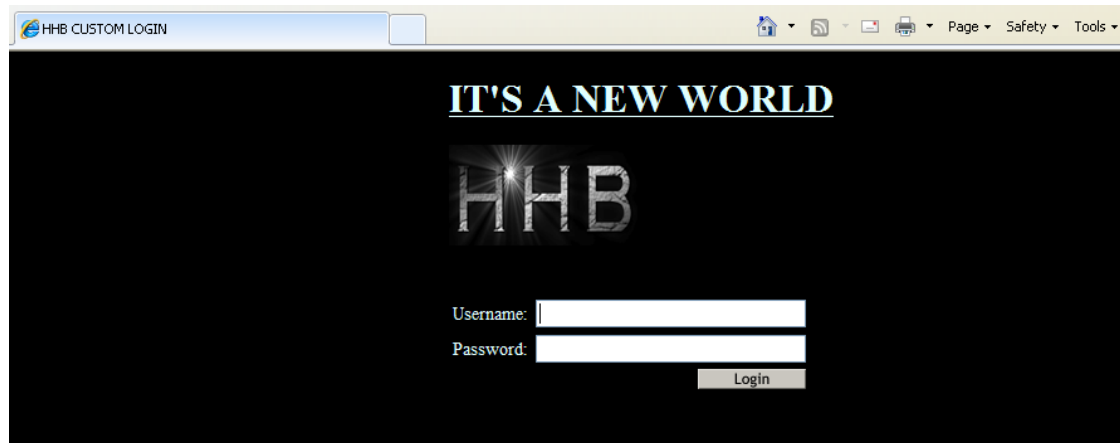 HHB CUSTOM LOGIN
Page Safety Tools
IT'S A NEW WORLD
HHB
Username:
Password:
Login